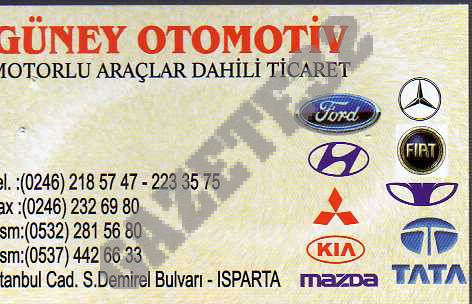 GÜNEY OTOMOTİV
MOTORLU ARAÇLAR DAHİLİ TİCARET
Ford
FIAT
el. :(0246) 218 57 47 - 223 35 75
ax :(0246) 232 69 80
sm:(0532) 281 56 80
sm:(0537) 442 66 33
stanbul Cad. S.Demirel Bulvarı - ISPARTA
KIA
mazda
TATA
GAZETE32